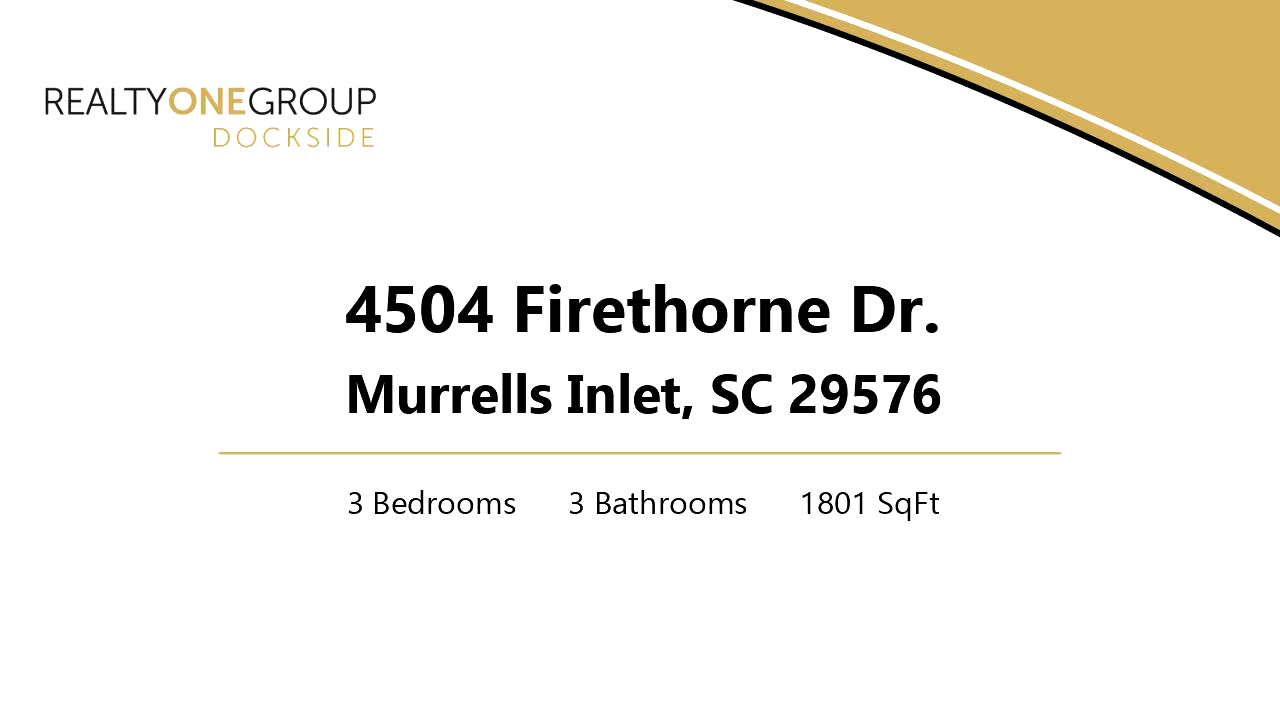 REALTYONEGROUP
DOCKSIDE
4504 Firethorne Dr.
Murrells Inlet, SC 29576
3 Bedrooms 3 Bathrooms 1801 SqFt